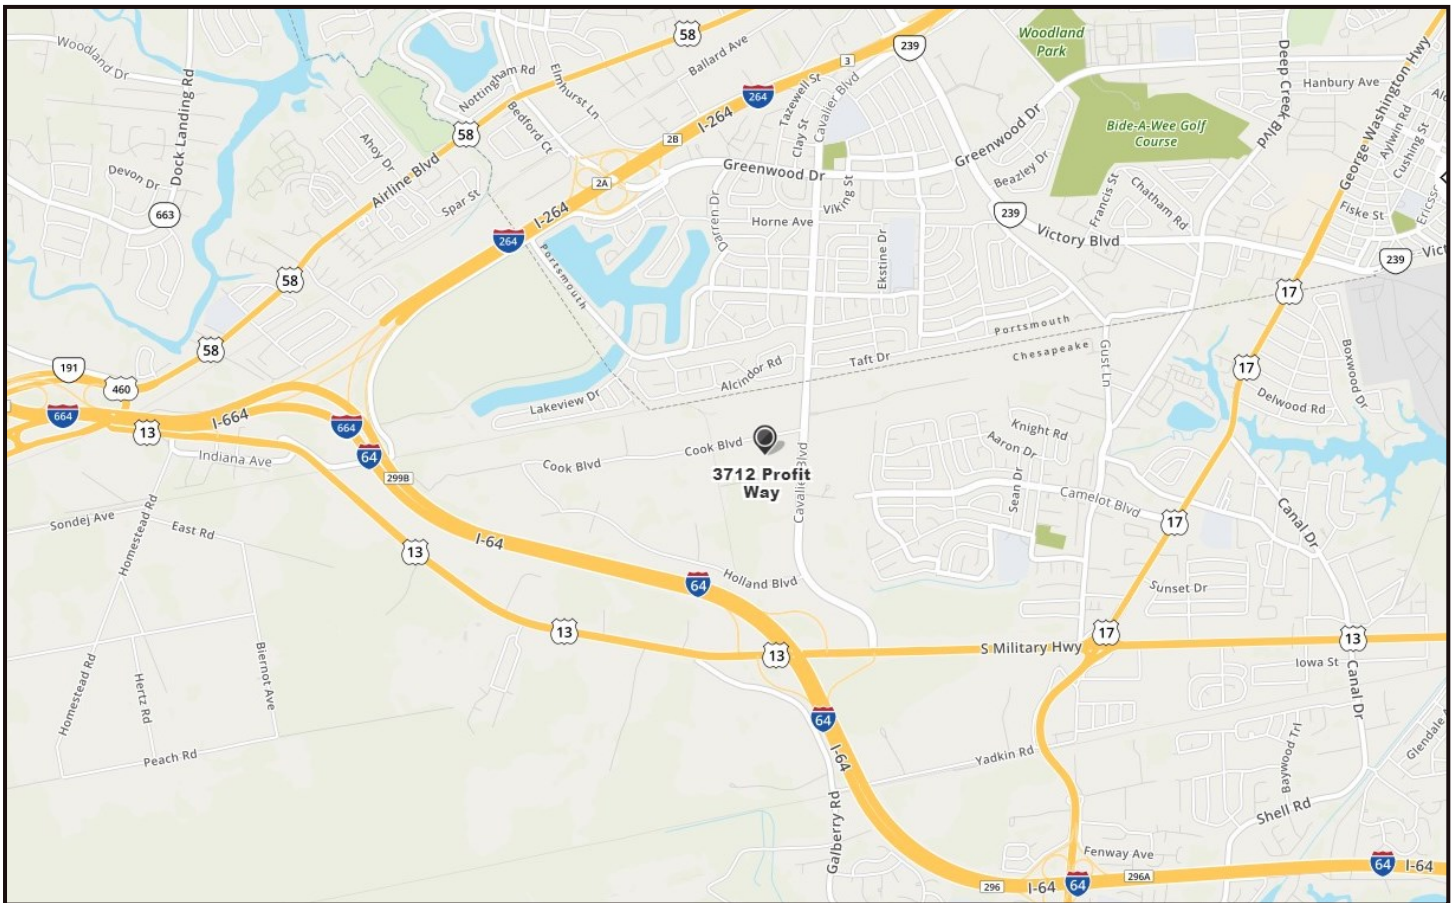 58
239
Woodland
Park
Woodland Dr
Ballard Ave
Nottingham Rd
Elmhurst Ln
3
264
Tazewell St
Cavalier Blvd
Deep Creek Blvd
Hanbury Ave
George Washington Hwy
Dock Landing Rd
58
Bedford Ct
2B
I-264
Clay St
Greenwood Dr
Bide-A-Wee Golf
Course
Aylwin Rd
Cushing St
Ahoy Dr
Airline Blvd
Devon Dr
2A
Greenwood Dr
Beazley Dr
Francis St
Chatham Rd
Spar St
663
I-264
Darren Dr
Horne Ave
Viking St
239
Fiske St
264
Portsmouth
Ekstine Dr
Victory Blvd
239
58
17
58
Portsmouth
Chesapeake
Gust Ln
Boxwood Dr
191
460
Alcindor Rd
Taft Dr
17
664
I-664
664
Lakeview Dr
Delwood Rd
13
Indiana Ave
64
299B
Cook Blvd
Cook Blvd
Knight Rd
Aaron Dr
3712 Profit
Way
Cavalier Blvd
Sean Dr
Camelot Blvd
17
Canal Dr
Sondej Ave
East Rd
Homestead Rd
13
I-64
64
Holland Blvd
Sunset Dr
13
13
S Military Hwy
17
13
Iowa St
Homestead Rd
Hertz Rd
Biernot Ave
Canal Dr
64
I-64
Peach Rd
Yadkin Rd
Baywood Trl
Shell Rd
Galberry Rd
Fenway Ave
296
I-64
64
296A
64
I-64